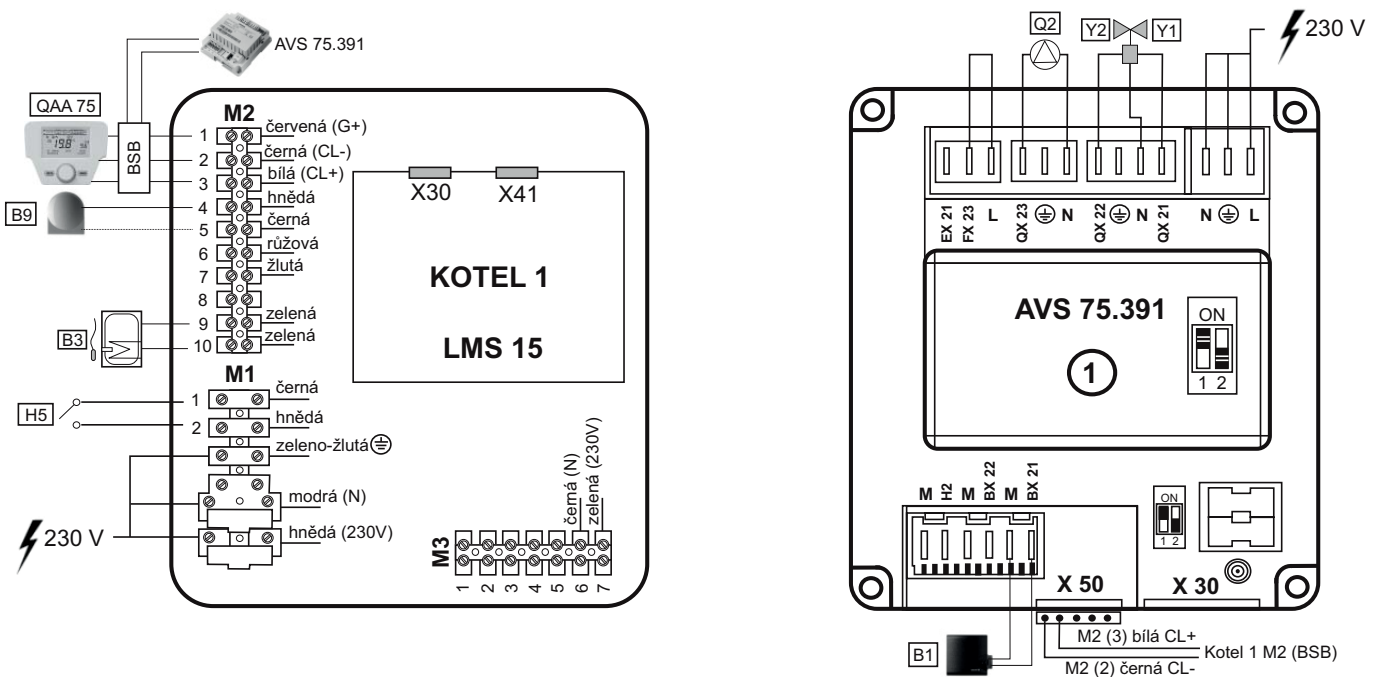 AVS 75.391
QAA 75
BSB
B9
B3
H5
230 V
M2
1 červená (G+)
2 černá (CL-)
3 bílá (CL+)
4 hnědá
5 černá
6 růžová
7 žlutá
8
9 zelená
10 zelená
M1
1 černá
2 hnědá
zeleno-žlutá
modrá (N)
hnědá (230V)
X30 X41
KOTEL 1
LMS 15
černá (N)
zelená (230V)
M3
1 2 3 4 5 6 7
Q2
Y2 Y1
230 V
EX 21 FX 23 L QX 23 N QX 22 N QX 21 N L
AVS 75.391
1
ON
1 2
M H2 M BX 22 M BX 21
ON
1 2
X 50
X 30
B1
M2 (3) bílá CL+
Kotel 1 M2 (BSB)
M2 (2) černá CL-